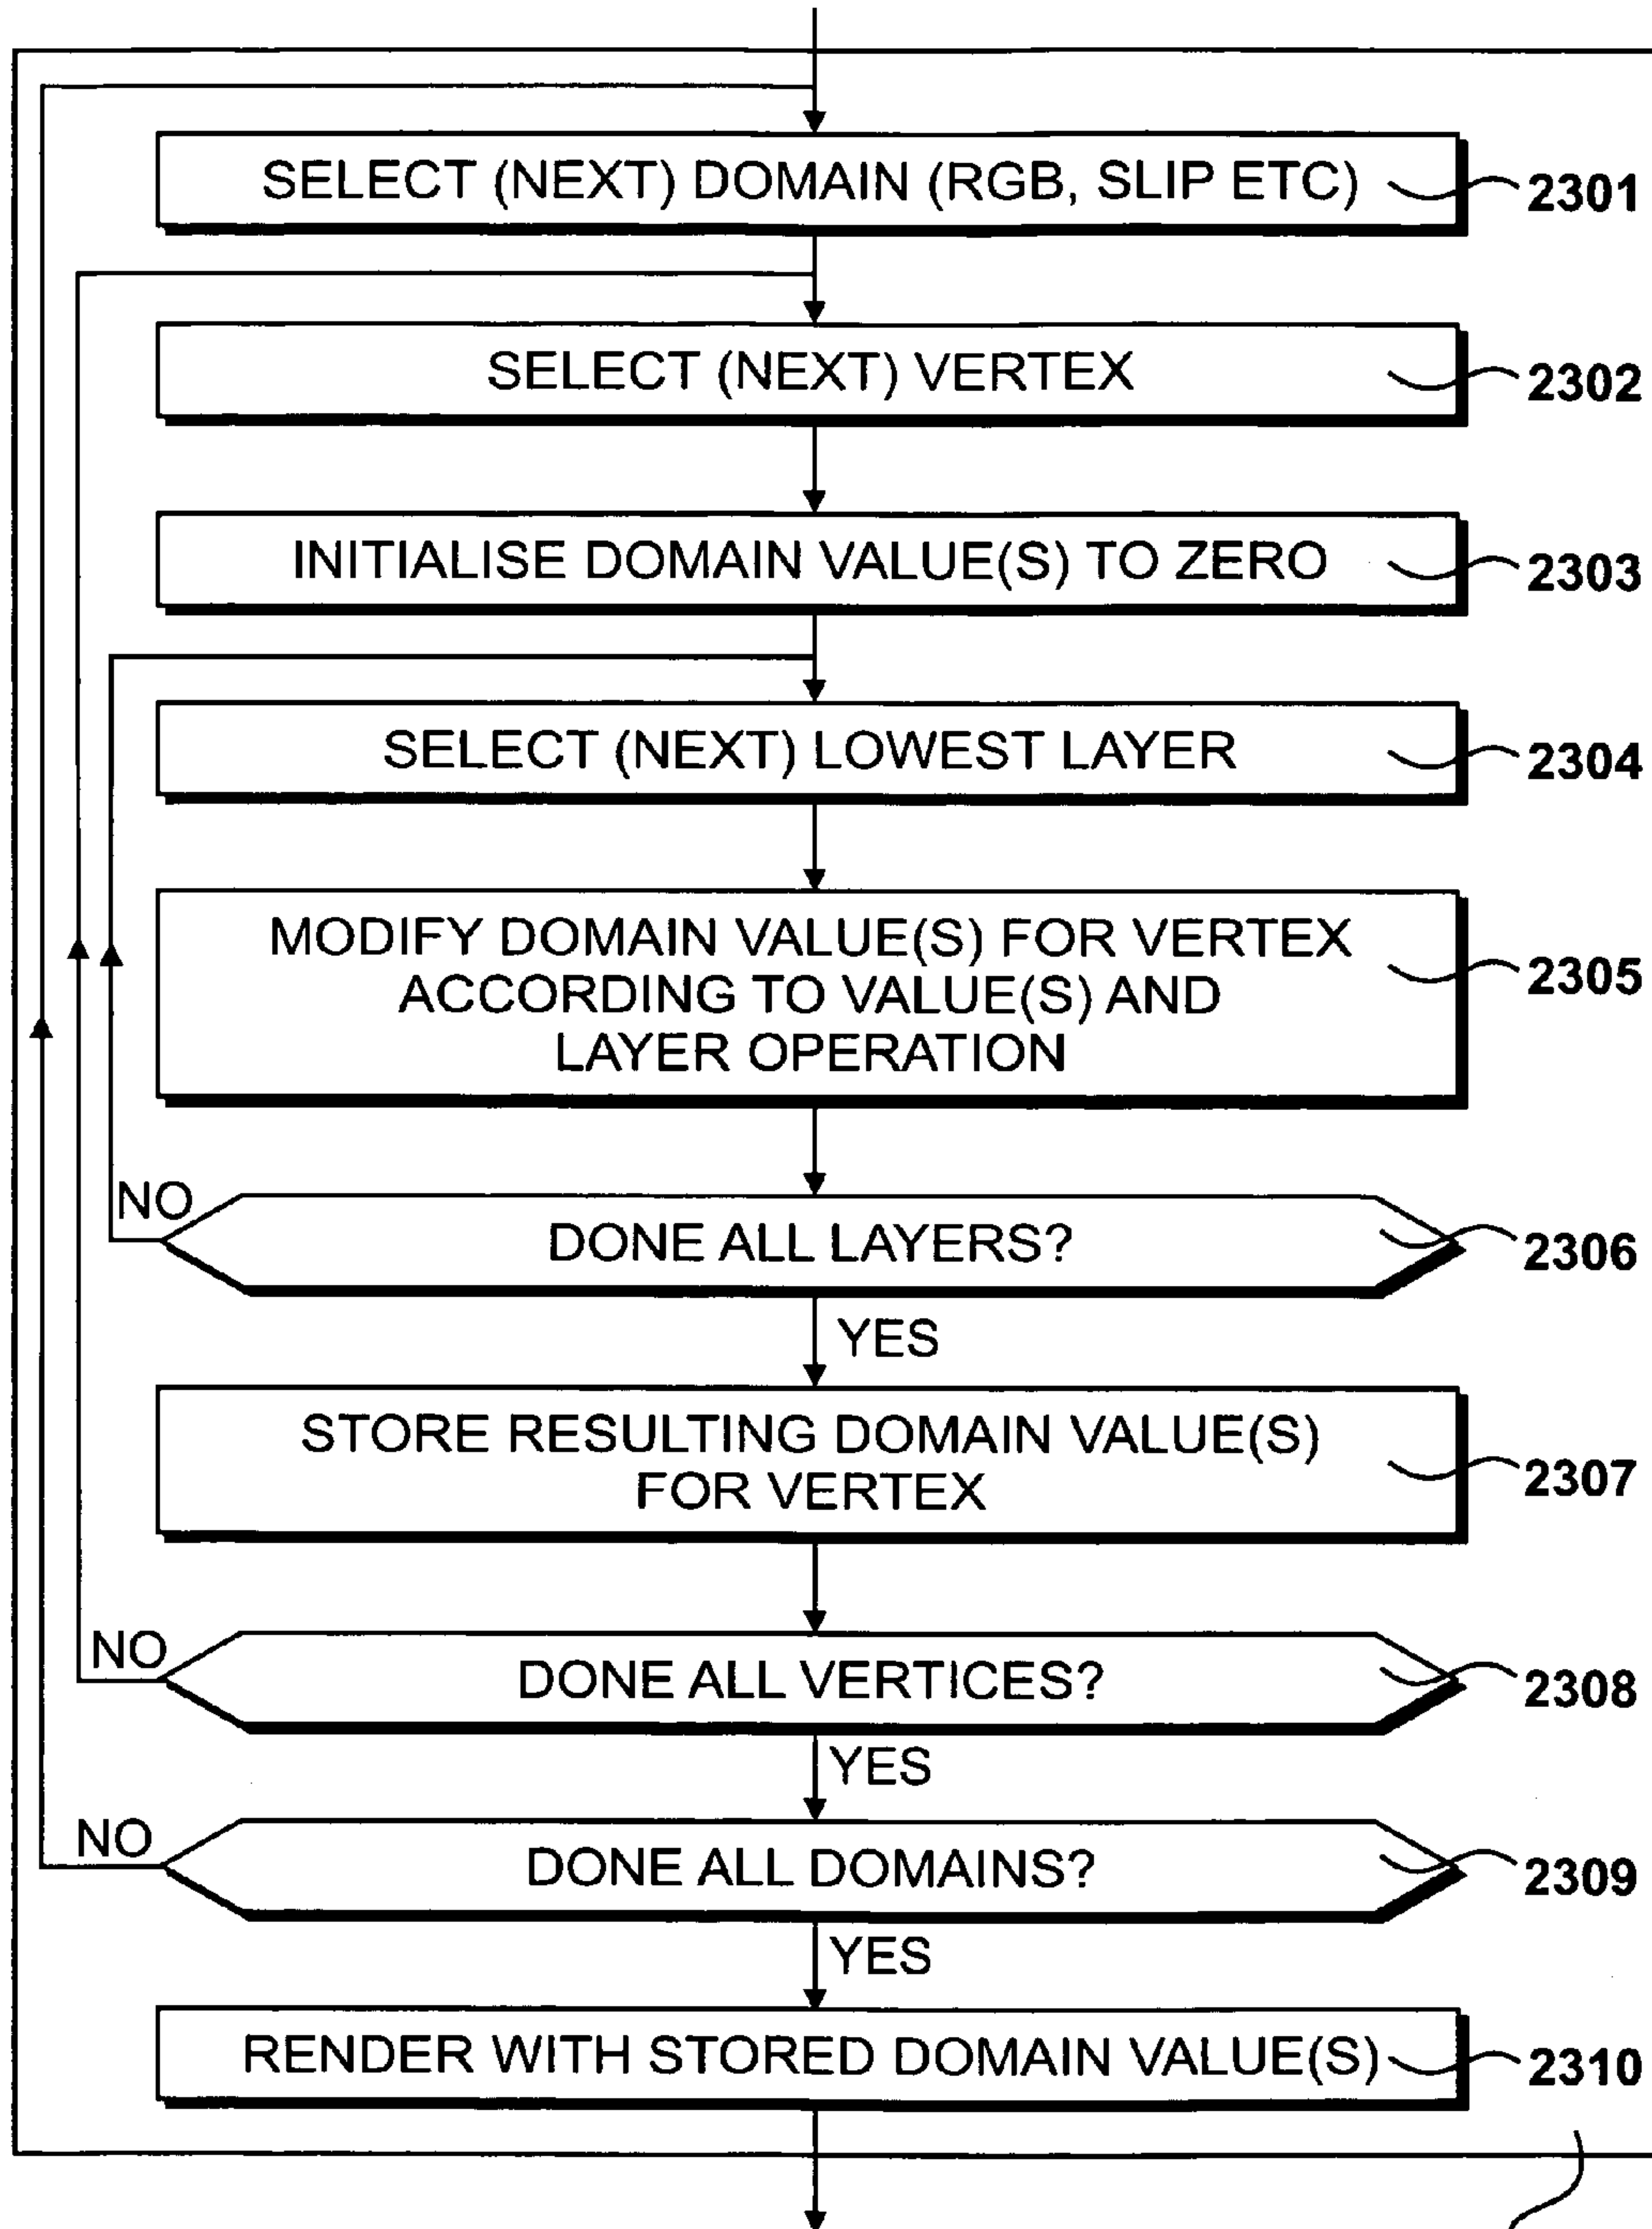 SELECT (NEXT) DOMAIN (RGB, SLIP ETC)
2301
SELECT (NEXT) VERTEX
2302
INITIALISE DOMAIN VALUE(S) TO ZERO
2303
SELECT (NEXT) LOWEST LAYER
2304
MODIFY DOMAIN VALUE(S) FOR VERTEX
ACCORDING TO VALUE(S) AND
LAYER OPERATION
2305
NO
DONE ALL LAYERS?
2306
YES
STORE RESULTING DOMAIN VALUE(S)
FOR VERTEX
2307
NO
DONE ALL VERTICES?
2308
YES
NO
DONE ALL DOMAINS?
2309
YES
RENDER WITH STORED DOMAIN VALUE(S)
2310